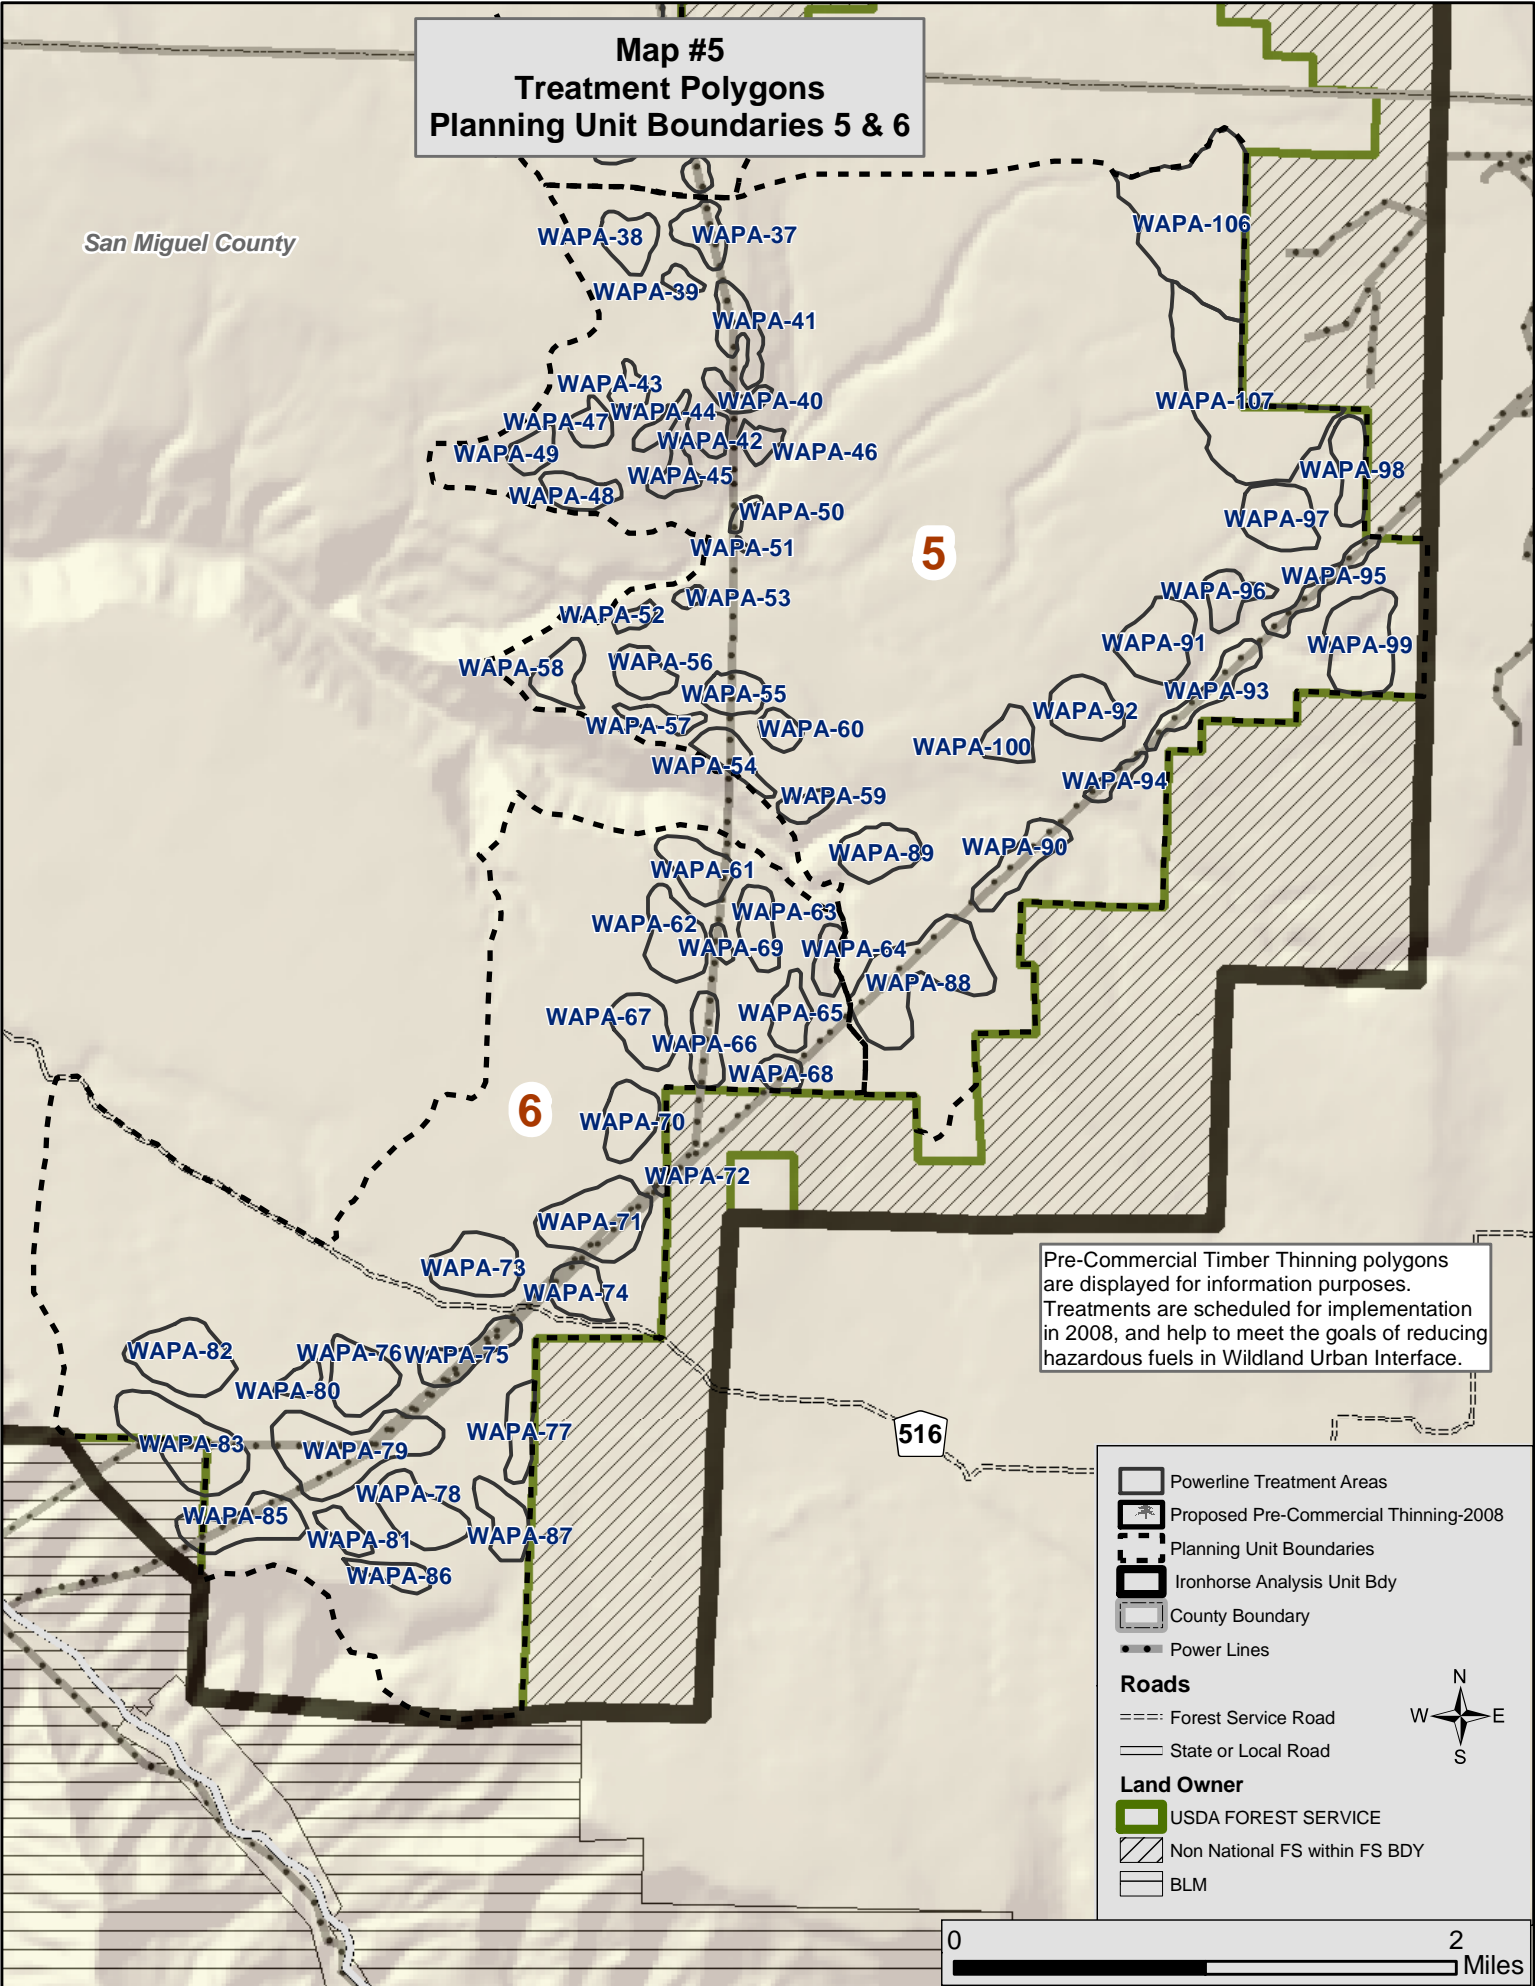 Map #5
Treatment Polygons
Planning Unit Boundaries 5 & 6
San Miguel County
WAPA-106
WAPA-38
WAPA-37
WAPA-39
WAPA-41
WAPA-43
WAPA-40
WAPA-107
WAPA-44
WAPA-47
WAPA-42
WAPA-46
WAPA-49
WAPA-98
WAPA-45
WAPA-48
WAPA-50
WAPA-97
WAPA-51
5
WAPA-95
WAPA-96
WAPA-53
WAPA-52
WAPA-91
WAPA-99
WAPA-56
WAPA-58
WAPA-93
WAPA-55
WAPA-92
WAPA-57
WAPA-60
WAPA-100
WAPA-54
WAPA-94
WAPA-59
WAPA-90
WAPA-89
WAPA-61
WAPA-63
WAPA-62
WAPA-69
WAPA-64
WAPA-88
WAPA-65
WAPA-67
WAPA-66
WAPA-68
6
WAPA-70
WAPA-72
WAPA-71
WAPA-73
WAPA-74
Pre-Commercial Timber Thinning polygons
are displayed for information purposes.
Treatments are scheduled for implementation
in 2008, and help to meet the goals of reducing
hazardous fuels in Wildland Urban Interface.
WAPA-82
WAPA-76
WAPA-75
WAPA-80
WAPA-77
516
WAPA-83
WAPA-79
WAPA-78
WAPA-85
WAPA-81
WAPA-87
WAPA-86
Powerline Treatment Areas
Proposed Pre-Commercial Thinning-2008
Planning Unit Boundaries
Ironhorse Analysis Unit Bdy
County Boundary
Power Lines
Roads
Forest Service Road
State or Local Road
N
W
E
S
Land Owner
USDA FOREST SERVICE
Non National FS within FS BDY
BLM
0
2
Miles